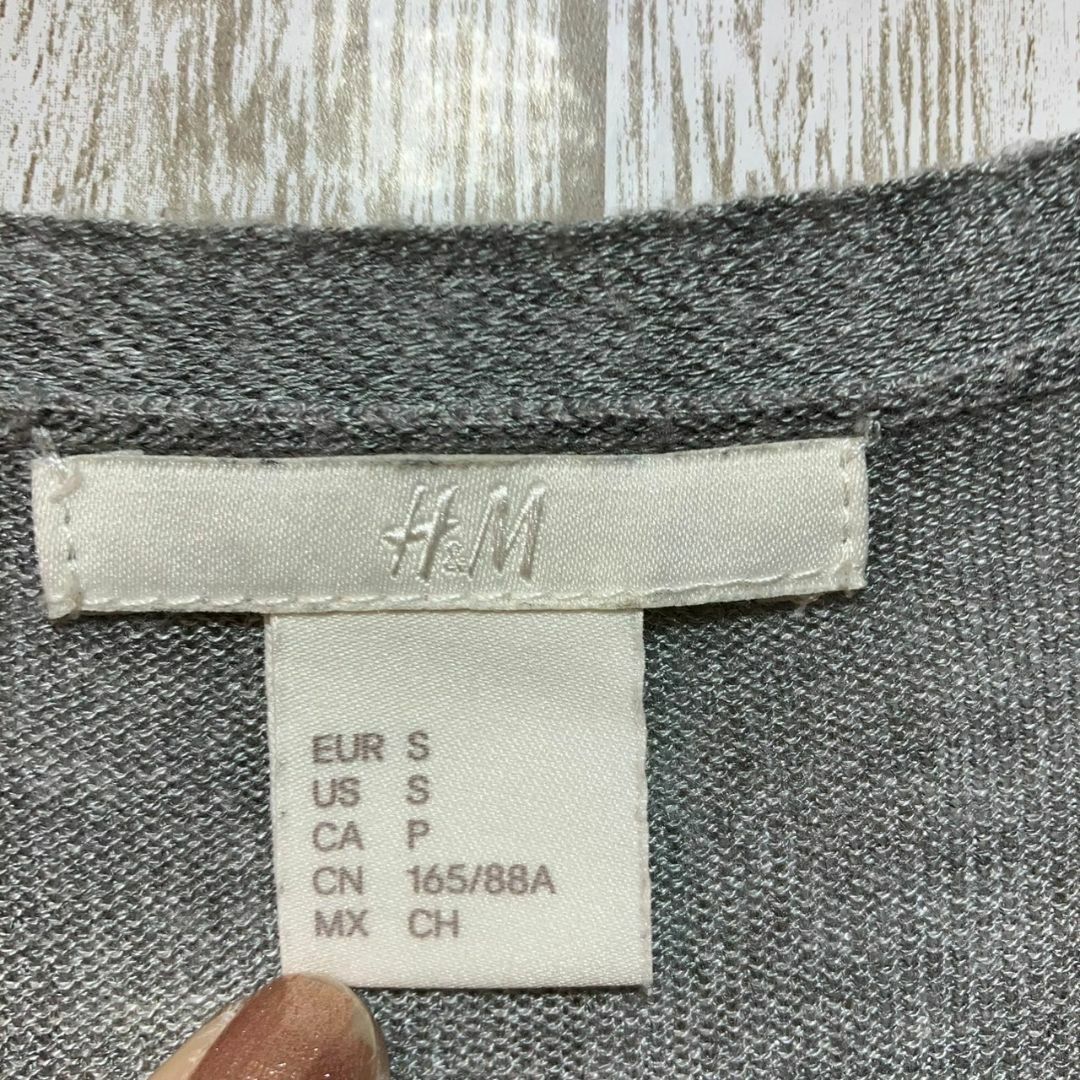 H&M
EUR S
US S
CA P
CN 165/88A
MX CH